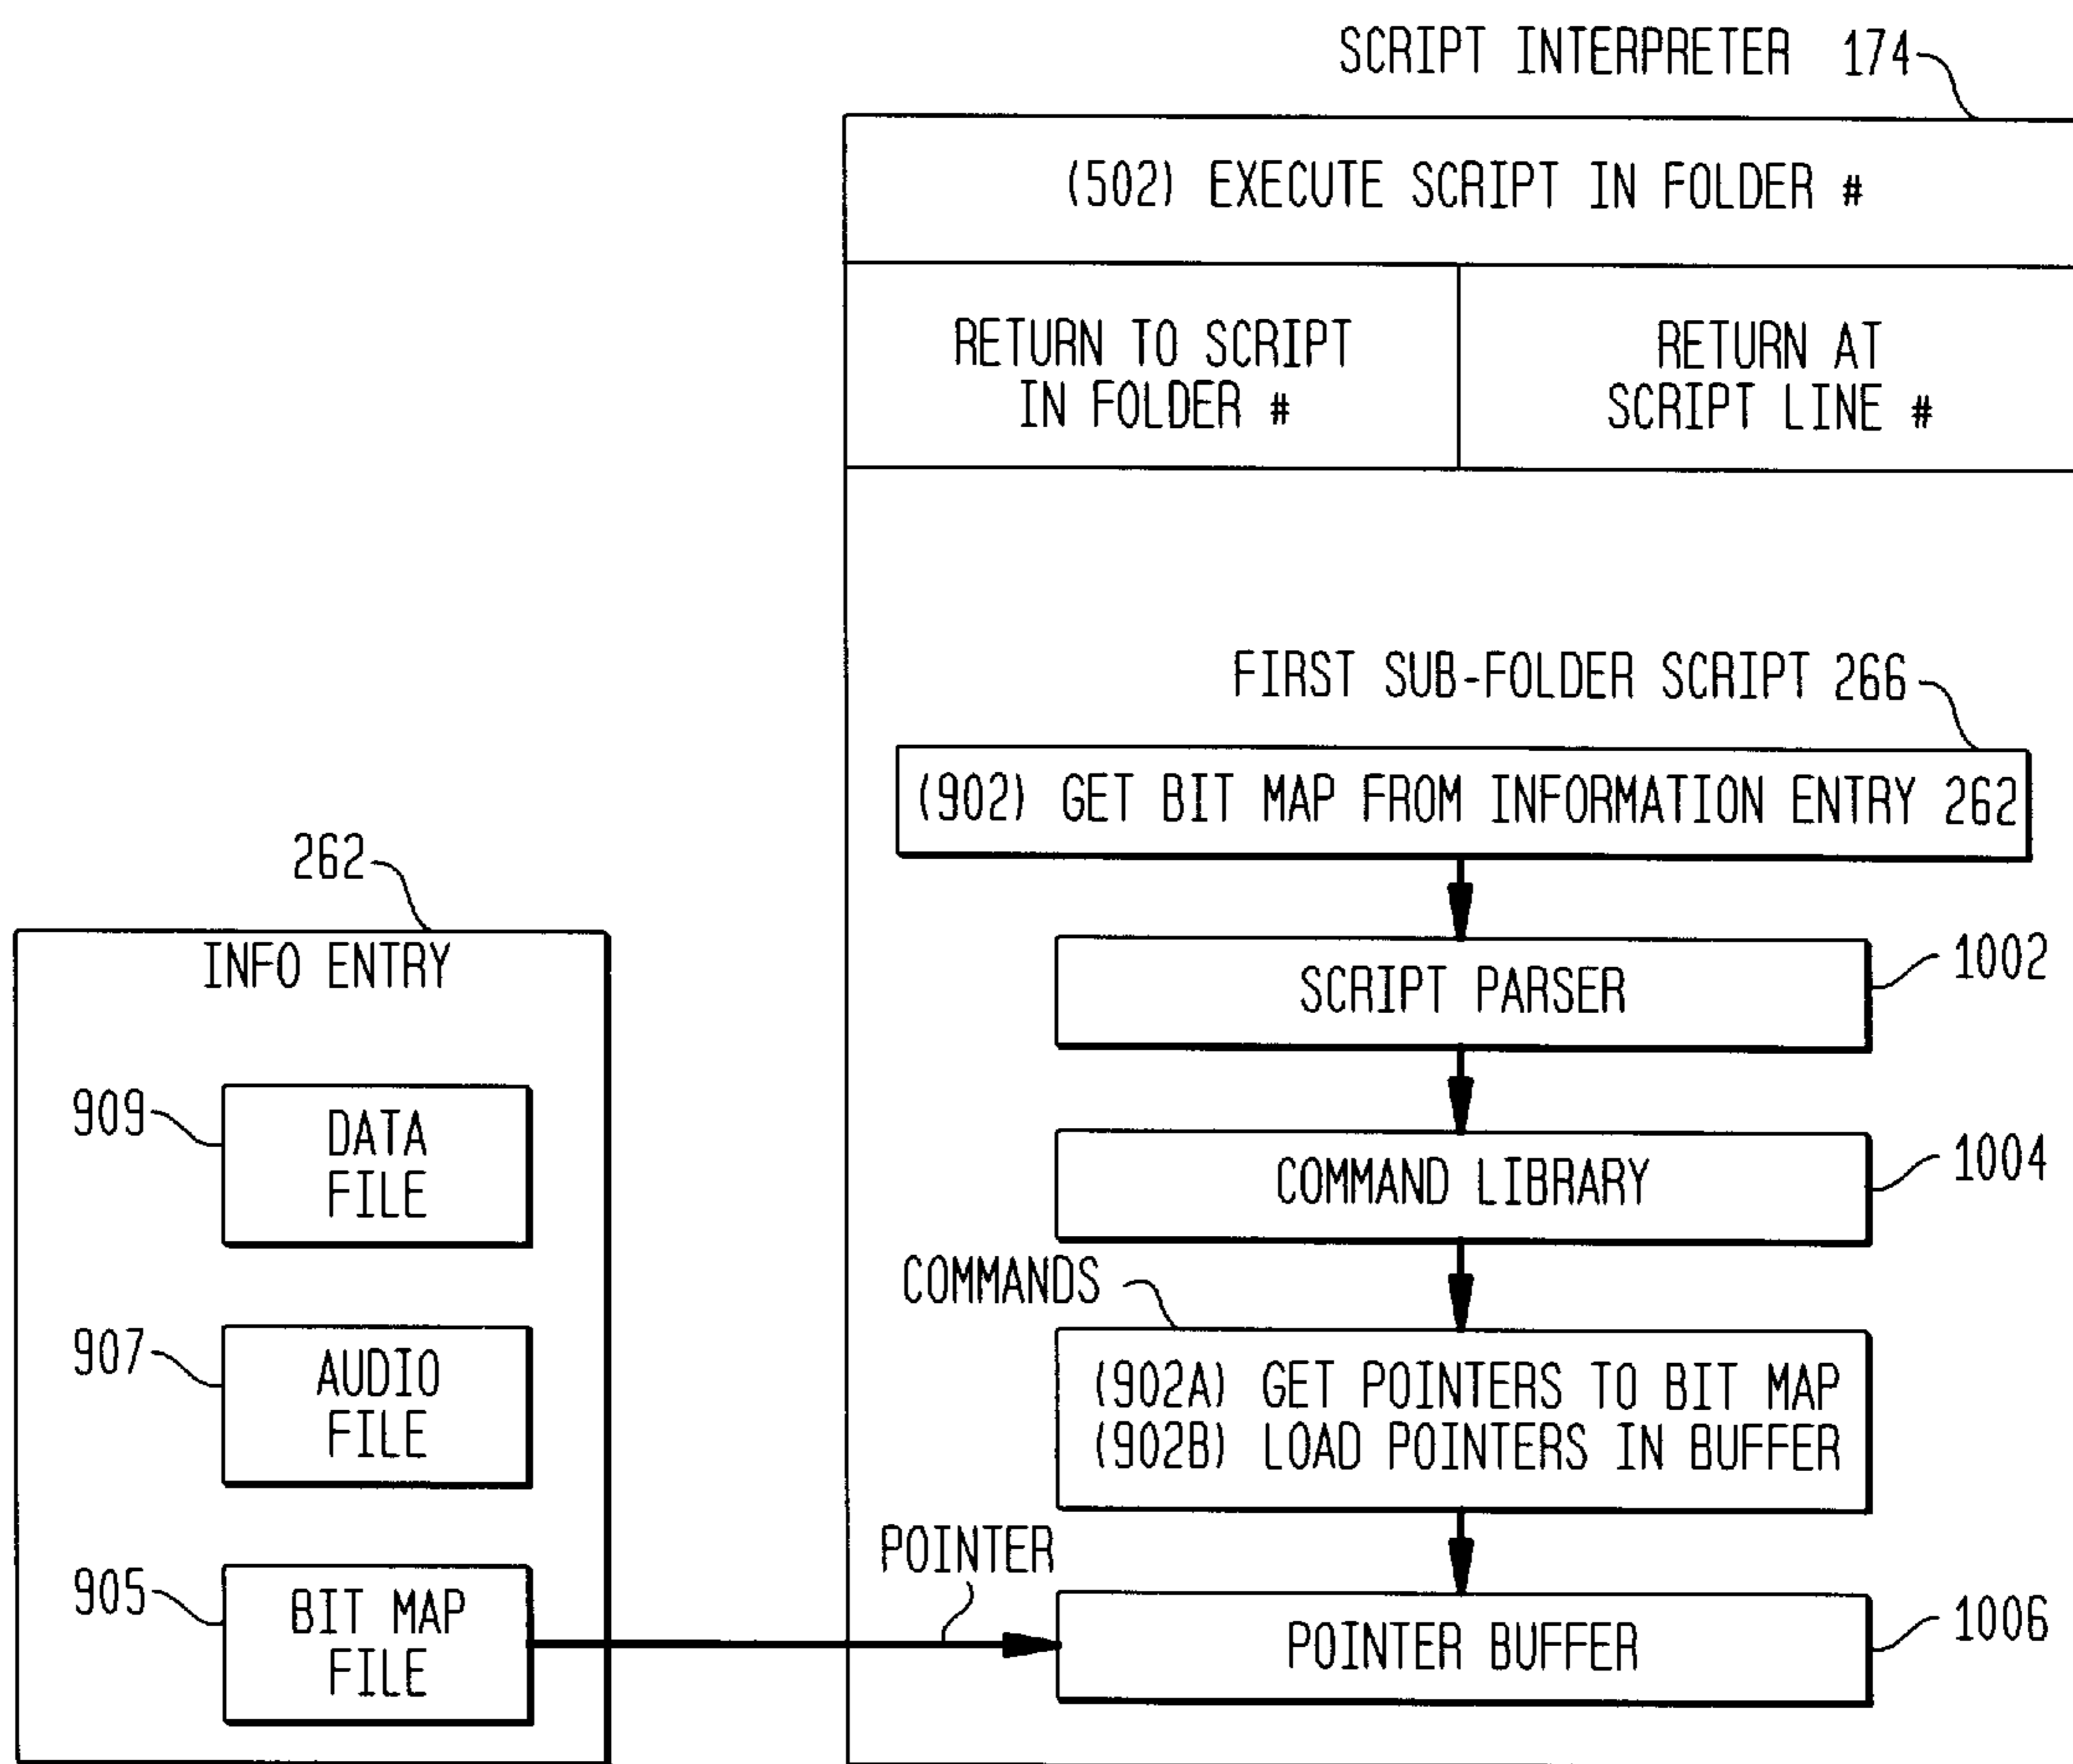 SCRIPT INTERPRETER 174
(502) EXECUTE SCRIPT IN FOLDER #
RETURN TO SCRIPT
IN FOLDER #
RETURN AT
SCRIPT LINE #
FIRST SUB-FOLDER SCRIPT 266
(902) GET BIT MAP FROM INFORMATION ENTRY 262
262
INFO ENTRY
SCRIPT PARSER
1002
909
DATA
FILE
COMMAND LIBRARY
1004
COMMANDS
907
AUDIO
FILE
(902A) GET POINTERS TO BIT MAP
(902B) LOAD POINTERS IN BUFFER
POINTER
905
BIT MAP
FILE
POINTER BUFFER
1006